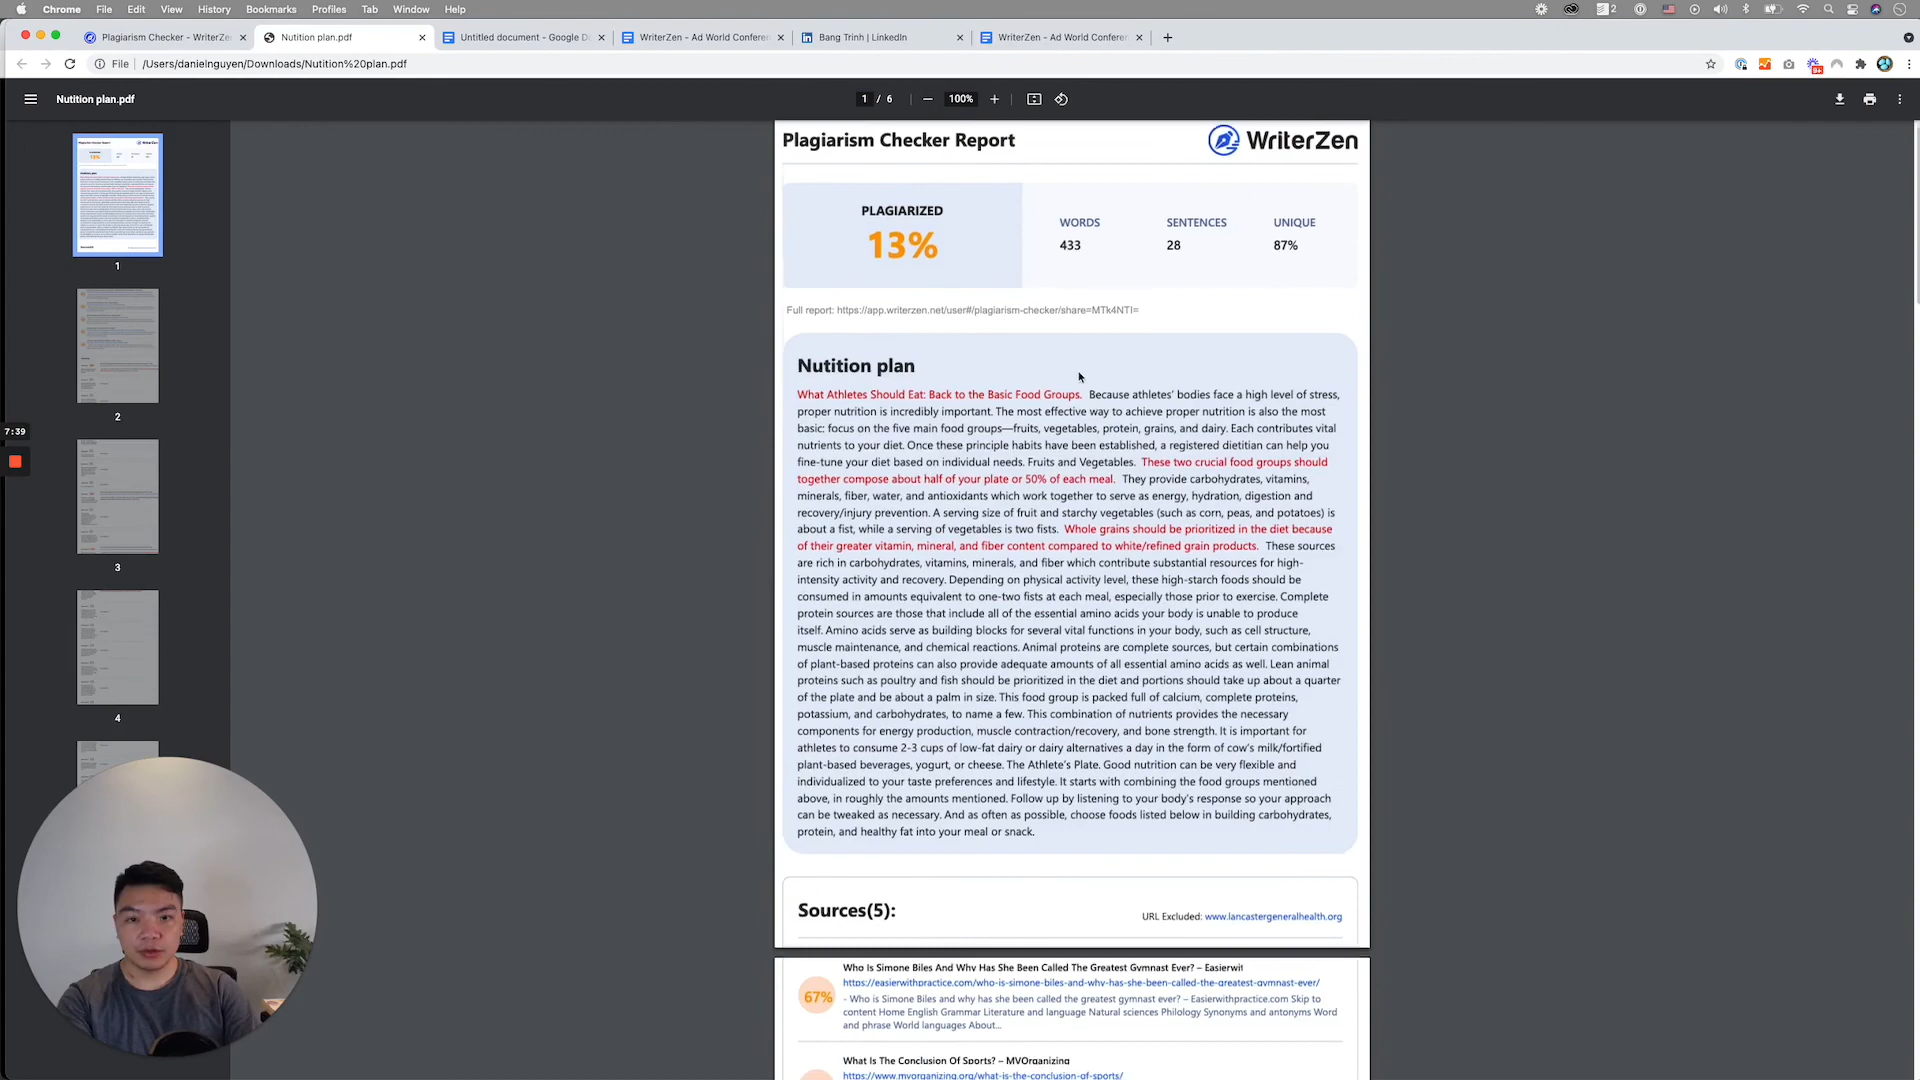 Chrome File Edit View History Bookmarks Profiles Tab Window Help
Plagiarism Checker - WriterZe
Nutition plan.pdf
Untitled document - Google D
WriterZen - Ad World Conferen
Bang Trinh | LinkedIn
WriterZen - Ad World Conferen
File /Users/danielnguyen/Downloads/Nutition%20plan.pdf
Nutition plan.pdf
1 / 6
100%
1
2
3
4
7:39
Plagiarism Checker Report
WriterZen
PLAGIARIZED
13%
WORDS SENTENCES UNIQUE
433 28 87%
Full report: https://app.writerzen.net/user#/plagiarism-checker/share=MTk4NTI=
Nutition plan
What Athletes Should Eat: Back to the Basic Food Groups. Because athletes' bodies face a high level of stress,
proper nutrition is incredibly important. The most effective way to achieve proper nutrition is also the most
basic: focus on the five main food groups—fruits, vegetables, protein, grains, and dairy. Each contributes vital
nutrients to your diet. Once these principle habits have been established, a registered dietitian can help you
fine-tune your diet based on individual needs. Fruits and Vegetables. These two crucial food groups should
together compose about half of your plate or 50% of each meal. They provide carbohydrates, vitamins,
minerals, fiber, water, and antioxidants which work together to serve as energy, hydration, digestion and
recovery/injury prevention. A serving size of fruit and starchy vegetables (such as corn, peas, and potatoes) is
about a fist, while a serving of vegetables is two fists. Whole grains should be prioritized in the diet because
of their greater vitamin, mineral, and fiber content compared to white/refined grain products. These sources
are rich in carbohydrates, vitamins, minerals, and fiber which contribute substantial resources for high-
intensity activity and recovery. Depending on physical activity level, these high-starch foods should be
consumed in amounts equivalent to one-two fists at each meal, especially those prior to exercise. Complete
protein sources are those that include all of the essential amino acids your body is unable to produce
itself. Amino acids serve as building blocks for several vital functions in your body, such as cell structure,
muscle maintenance, and chemical reactions. Animal proteins are complete sources, but certain combinations
of plant-based proteins can also provide adequate amounts of all essential amino acids as well. Lean animal
proteins such as poultry and fish should be prioritized in the diet and portions should take up about a quarter
of the plate and be about a palm in size. This food group is packed full of calcium, complete proteins,
potassium, and carbohydrates, to name a few. This combination of nutrients provides the necessary
components for energy production, muscle contraction/recovery, and bone strength. It is important for
athletes to consume 2-3 cups of low-fat dairy or dairy alternatives a day in the form of cow's milk/fortified
plant-based beverages, yogurt, or cheese. The Athlete's Plate. Good nutrition can be very flexible and
individualized to your taste preferences and lifestyle. It starts with combining the food groups mentioned
above, in roughly the amounts mentioned. Follow up by listening to your body's response so your approach
can be tweaked as necessary. And as often as possible, choose foods listed below in building carbohydrates,
protein, and healthy fat into your meal or snack.
Sources(5):
URL Excluded: www.lancastergeneralhealth.org
Who Is Simone Biles And Why Has She Been Called The Greatest Gymnast Ever? – Easierwit
67%
https://easierwithpractice.com/who-is-simone-biles-and-why-has-she-been-called-the-greatest-gymnast-ever/
- Who is Simone Biles and why has she been called the greatest gymnast ever? – Easierwithpractice.com Skip to
content Home English Grammar Literature and language Natural sciences Philology Synonyms and antonyms Word
and phrase World languages About...
What Is The Conclusion Of Sports? – MVOrganizing
https://www.mvorganizing.org/what-is-the-conclusion-of-sports/